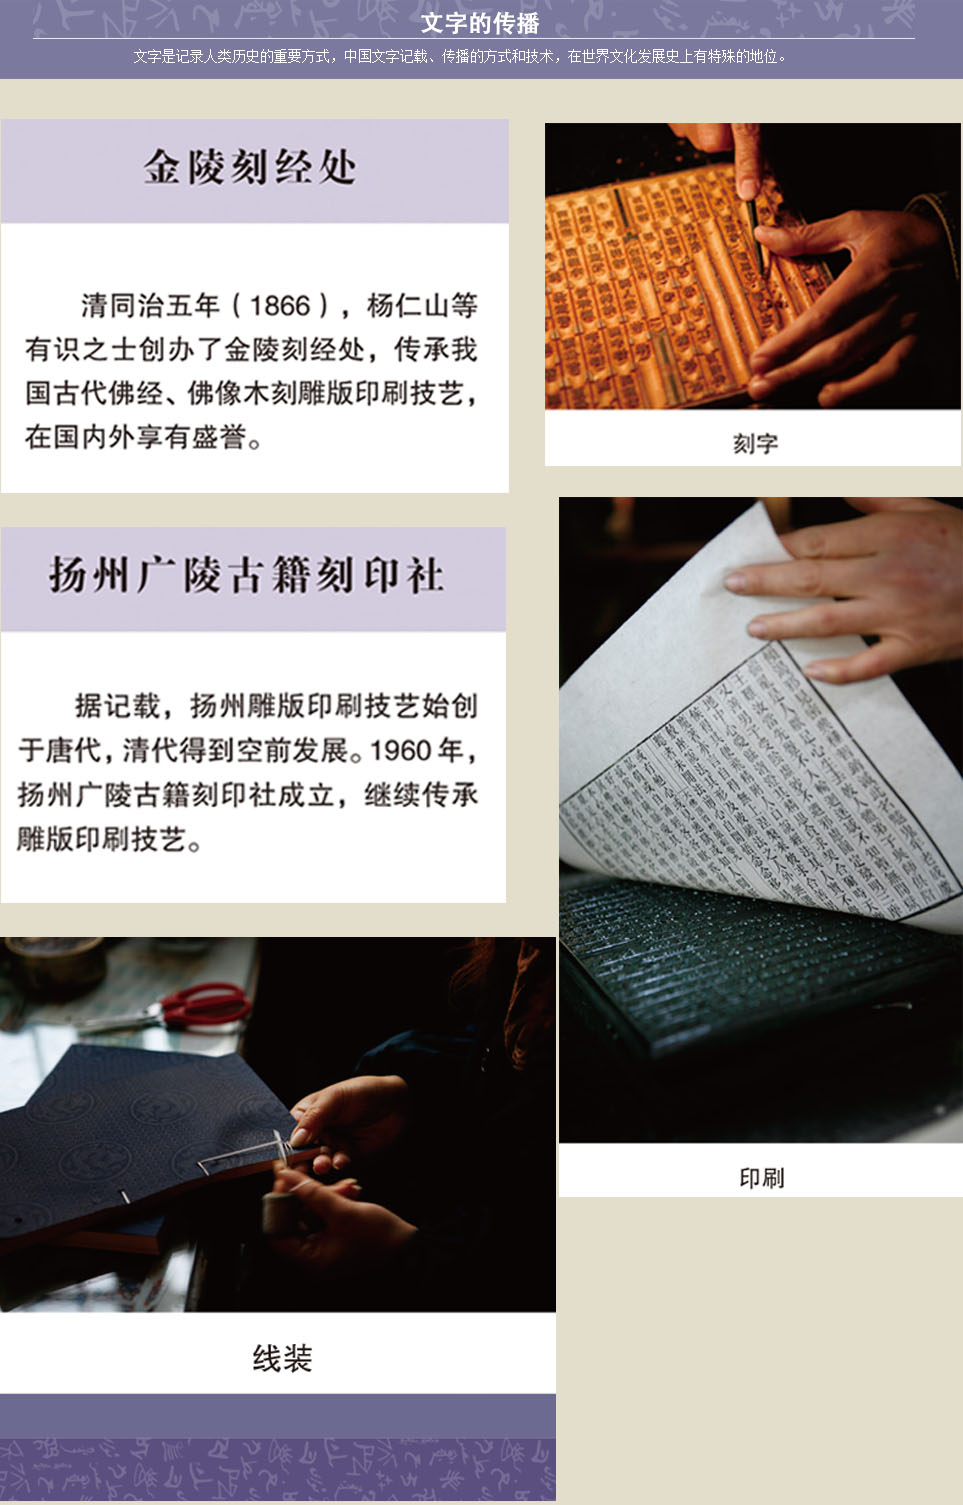 文字的传播
文字是记录人类历史的重要方式，中国文字记载、传播的方式和技术，在世界文化发展史上有特殊的地位。
金陵刻经处
清同治五年（1866），杨仁山等
有识之士创办了金陵刻经处，传承我
国古代佛经、佛像木刻雕版印刷技艺，
在国内外享有盛誉。
刻字
扬州广陵古籍刻印社
据记载，扬州雕版印刷技艺始创
于唐代，清代得到空前发展。1960 年，
扬州广陵古籍刻印社成立，继续传承
雕版印刷技艺。
印刷
线装